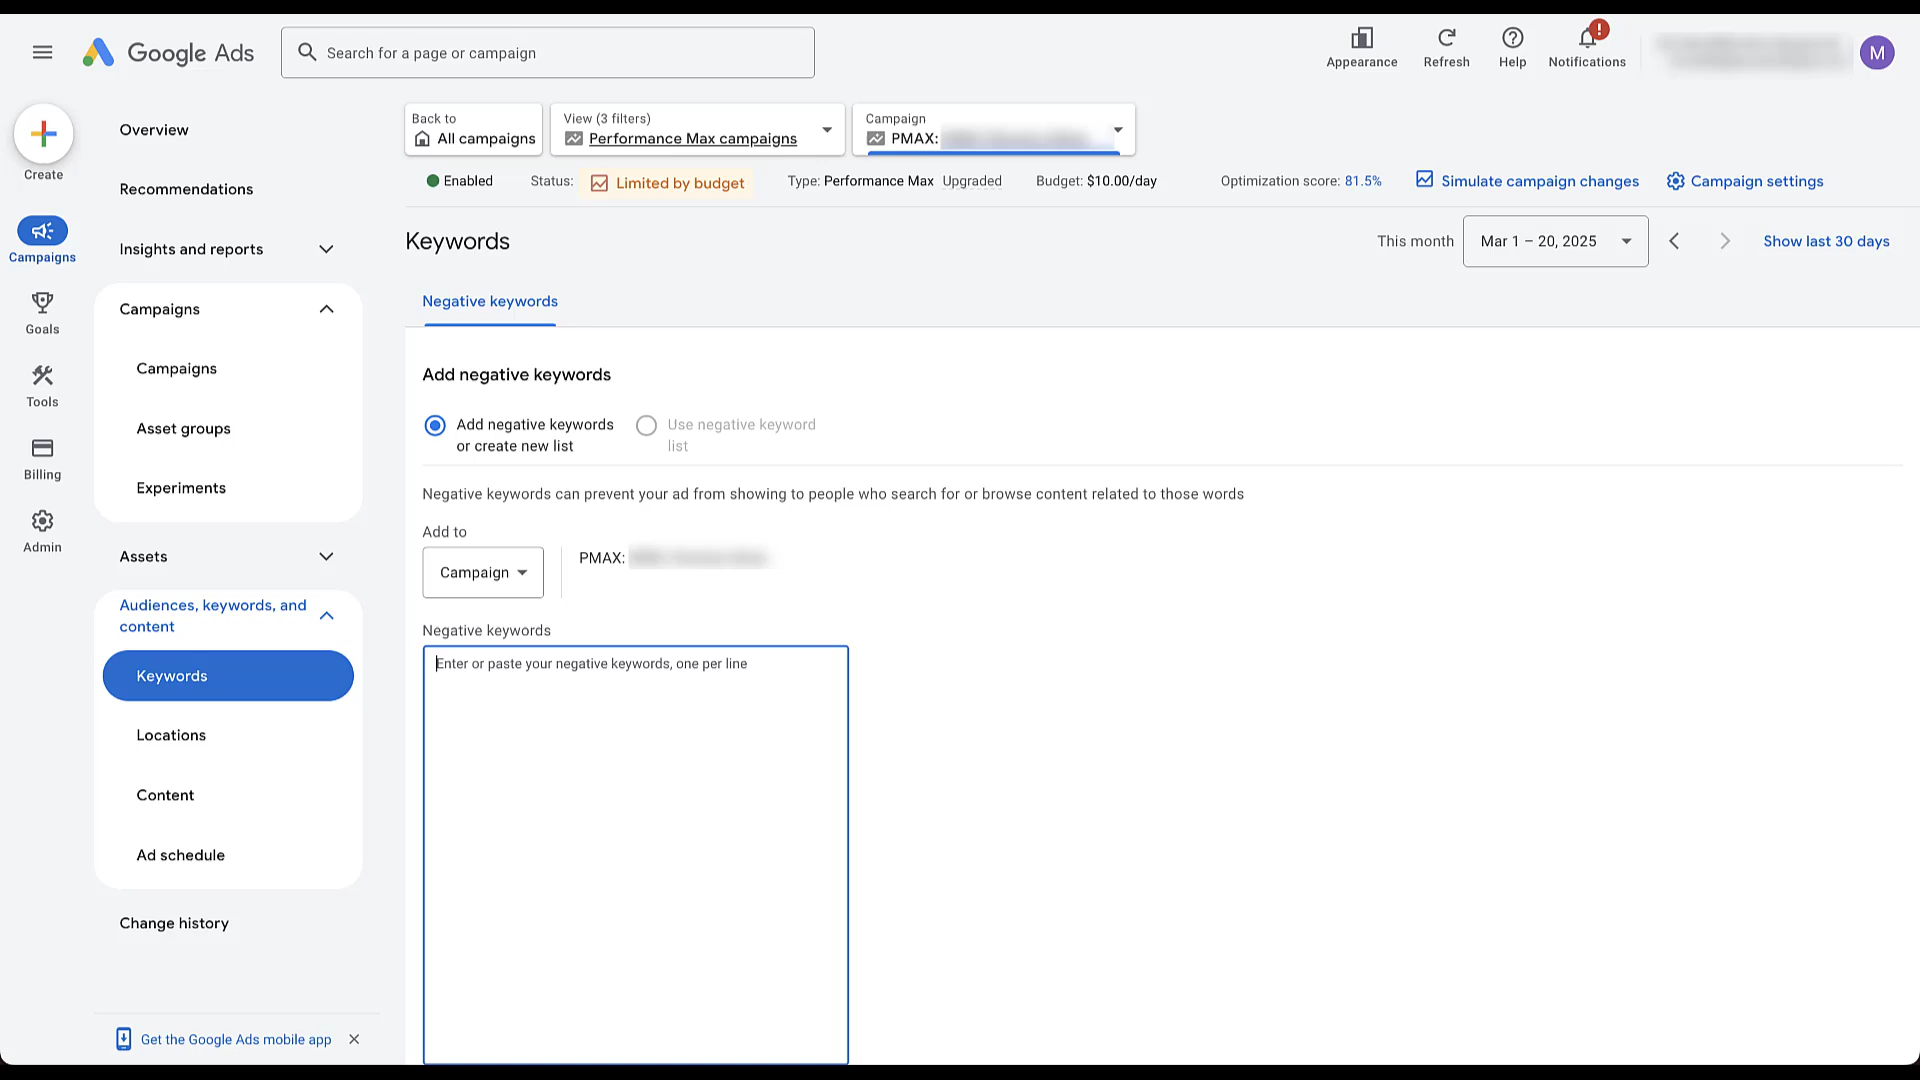 Google Ads
Search for a page or campaign
Appearance
Refresh
Help
Notifications
M
Create
Campaigns
Goals
Tools
Billing
Admin
Overview
Recommendations
Insights and reports
Campaigns
Campaigns
Asset groups
Experiments
Assets
Audiences, keywords, and
content
Keywords
Locations
Content
Ad schedule
Change history
Get the Google Ads mobile app
Back to
All campaigns
View (3 filters)
Performance Max campaigns
Campaign
PMAX:
Enabled
Status: Limited by budget
Type: Performance Max Upgraded
Budget: $10.00/day
Optimization score: 81.5%
Simulate campaign changes
Campaign settings
Keywords
This month
Mar 1 – 20, 2025
Show last 30 days
Negative keywords
Add negative keywords
Add negative keywords
or create new list
Use negative keyword
list
Negative keywords can prevent your ad from showing to people who search for or browse content related to those words
Add to
Campaign
PMAX:
Negative keywords
Enter or paste your negative keywords, one per line